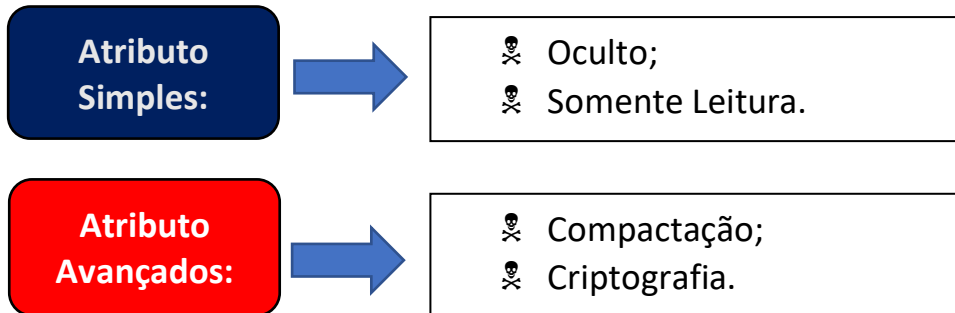 Atributo
Simples:
☠ Oculto;
☠ Somente Leitura.
Atributo
Avançados:
☠ Compactação;
☠ Criptografia.